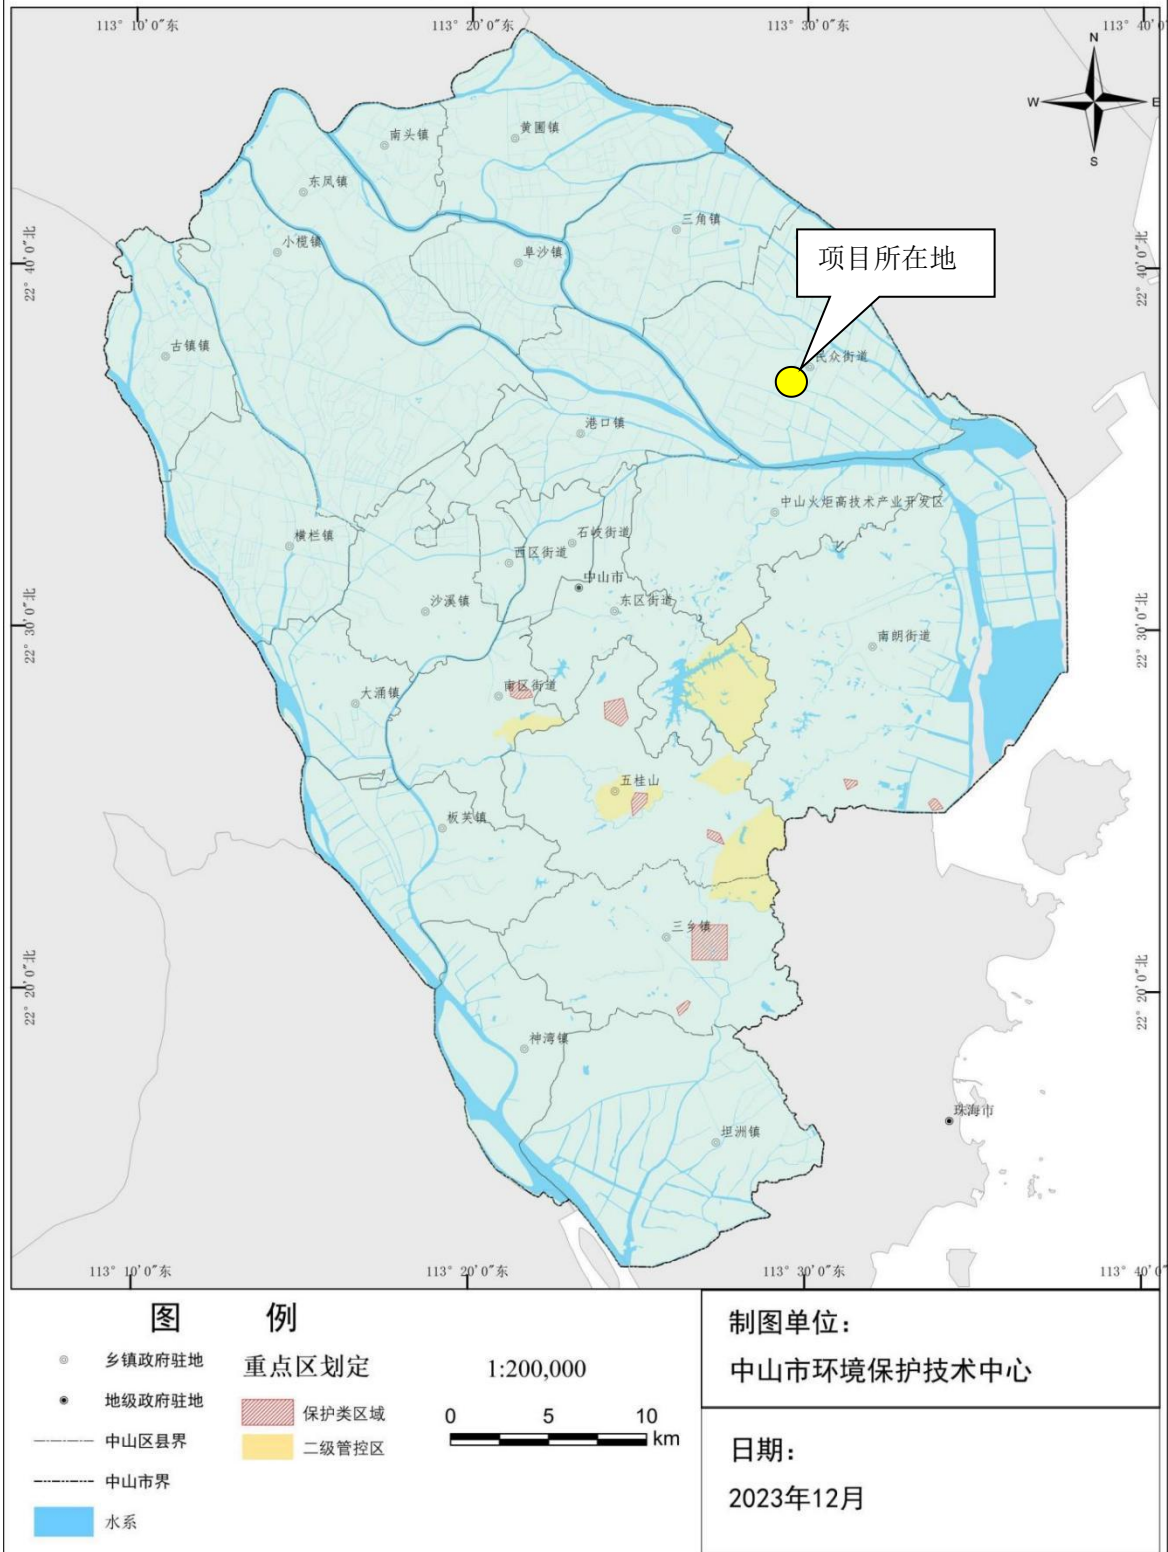 113° 10′0″东
113° 20′0″东
113° 30′0″东
113° 40′0
N
W
E
S
南头镇
黄圃镇
东凤镇
三角镇
小榄镇
阜沙镇
22° 40′0″北
22° 40′0″北
项目所在地
古镇镇
民众街道
港口镇
中山火炬高技术产业开发区
横栏镇
石岐街道
西区街道
中山市
沙溪镇
东区街道
22° 30′0″北
22° 30′0″北
南朗街道
大涌镇
南区街道
五桂山
板芙镇
三乡镇
22° 20′0″北
22° 20′0″北
神湾镇
珠海市
坦洲镇
113° 10′0″东
113° 20′0″东
113° 30′0″东
113° 40′0
图 例
乡镇政府驻地
地级政府驻地
中山区县界
中山市界
水系
重点区划定
保护类区域
二级管控区
1:200,000
0 5 10
km
制图单位：
中山市环境保护技术中心
日期：
2023年12月